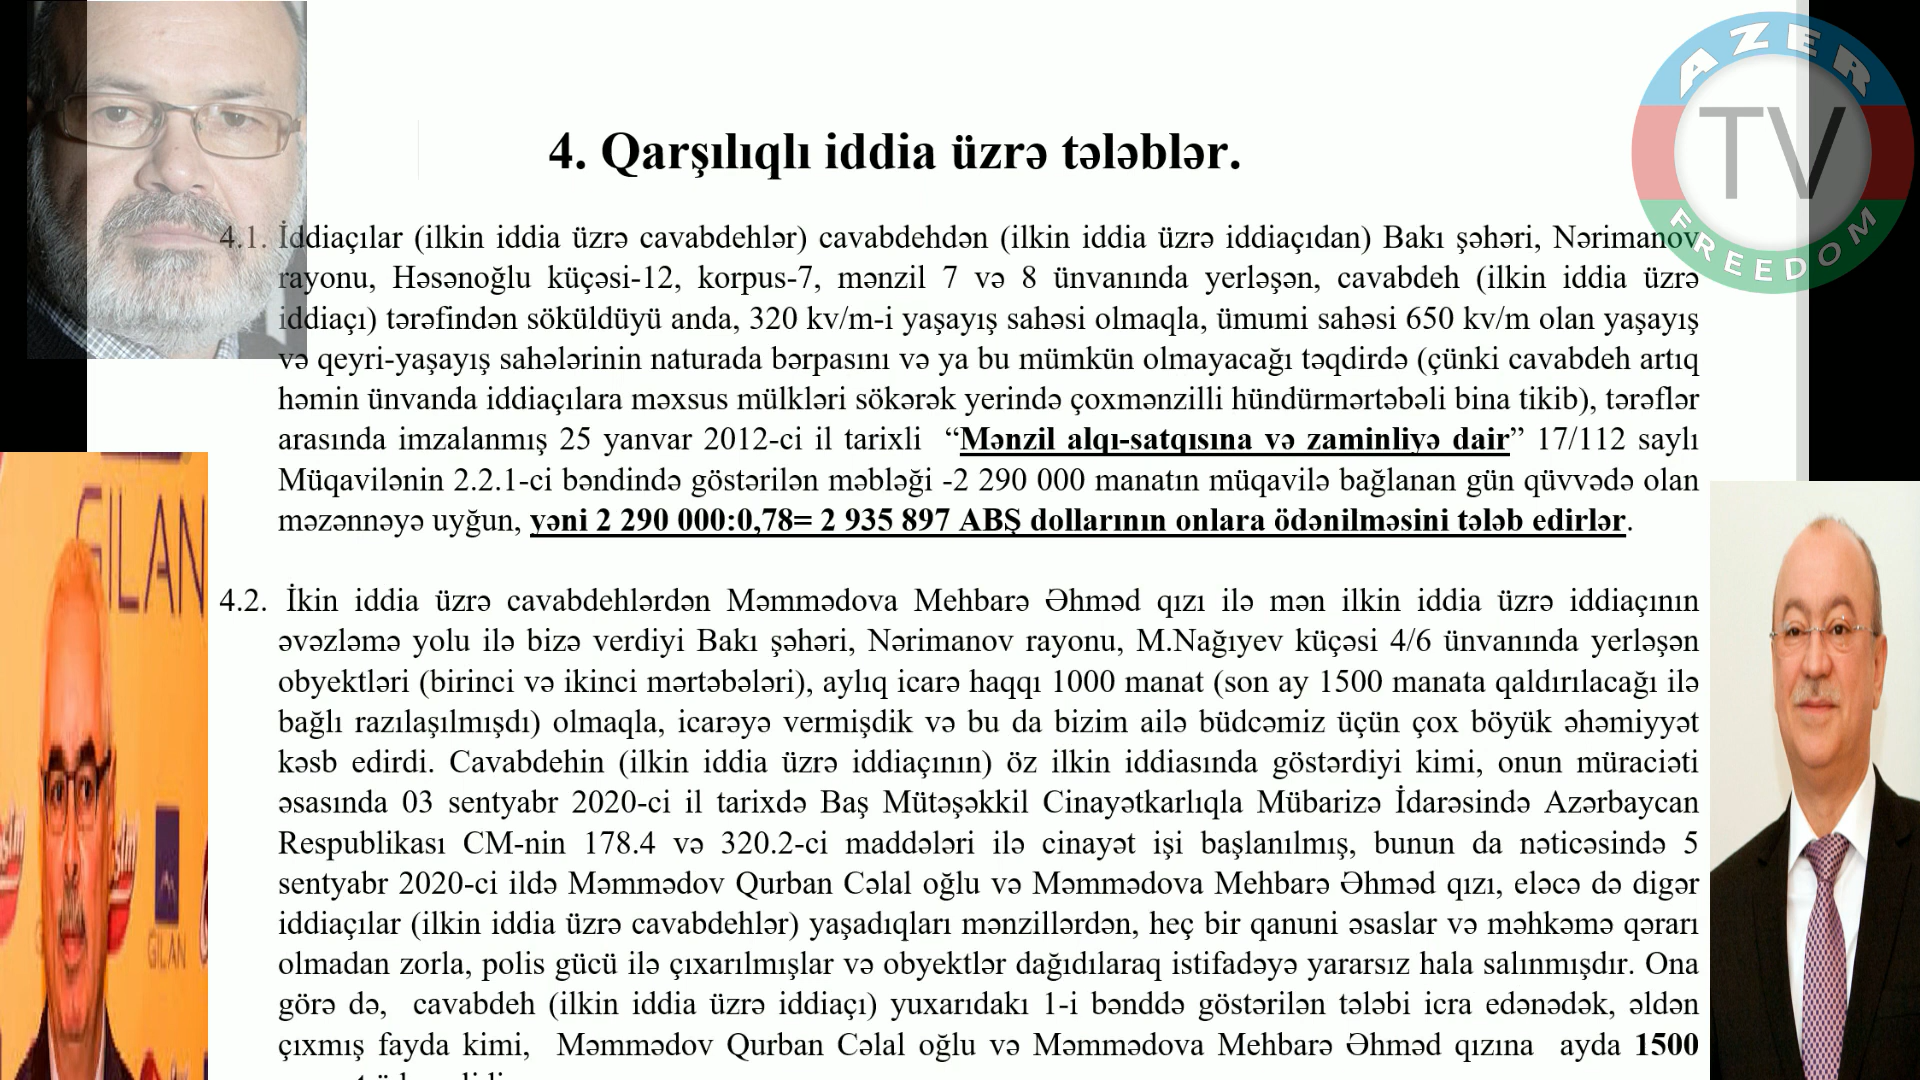 AZER
TV
FREEDOM
4. Qarşılıqlı iddia üzrə tələblər.
4.1. İddiaçılar (ilkin iddia üzrə cavabdehlər) cavabdehdən (ilkin iddia üzrə iddiaçıdan) Bakı şəhəri, Nərimanov
rayonu, Həsənoğlu küçəsi-12, korpus-7, mənzil 7 və 8 ünvanında yerləşən, cavabdeh (ilkin iddia üzrə
iddiaçı) tərəfindən söküldüyü anda, 320 kv/m-i yaşayış sahəsi olmaqla, ümumi sahəsi 650 kv/m olan yaşayış
və qeyri-yaşayış sahələrinin naturada bərpasını və ya bu mümkün olmayacağı təqdirdə (çünki cavabdeh artıq
həmin ünvanda iddiaçılara məxsus mülkləri sökərək yerində çoxmənzilli hündürmərtəbəli bina tikib), tərəflər
arasında imzalanmış 25 yanvar 2012-ci il tarixli “Mənzil alqı-satqısına və zaminliyə dair” 17/112 saylı
Müqavilənin 2.2.1-ci bəndində göstərilən məbləği -2 290 000 manatın müqavilə bağlanan gün qüvvədə olan
məzənnəyə uyğun, yəni 2 290 000:0,78= 2 935 897 ABŞ dollarının onlara ödənilməsini tələb edirlər.
4.2. İkin iddia üzrə cavabdehlərdən Məmmədova Mehbarə Əhməd qızı ilə mən ilkin iddia üzrə iddiaçının
əvəzləmə yolu ilə bizə verdiyi Bakı şəhəri, Nərimanov rayonu, M.Nağıyev küçəsi 4/6 ünvanında yerləşən
obyektləri (birinci və ikinci mərtəbələri), aylıq icarə haqqı 1000 manat (son ay 1500 manata qaldırılacağı ilə
bağlı razılaşılmışdı) olmaqla, icarəyə vermişdik və bu da bizim ailə büdcəmiz üçün çox böyük əhəmiyyət
kəsb edirdi. Cavabdehin (ilkin iddia üzrə iddiaçının) öz ilkin iddiasında göstərdiyi kimi, onun müraciəti
əsasında 03 sentyabr 2020-ci il tarixdə Baş Mütəşəkkil Cinayətkarlıqla Mübarizə İdarəsində Azərbaycan
Respublikası CM-nin 178.4 və 320.2-ci maddələri ilə cinayət işi başlanılmış, bunun da nəticəsində 5
sentyabr 2020-ci ildə Məmmədov Qurban Cəlal oğlu və Məmmədova Mehbarə Əhməd qızı, eləcə də digər
iddiaçılar (ilkin iddia üzrə cavabdehlər) yaşadıqları mənzillərdən, heç bir qanuni əsaslar və məhkəmə qərarı
olmadan zorla, polis gücü ilə çıxarılmışlar və obyektlər dağıdılaraq istifadəyə yararsız hala salınmışdır. Ona
görə də, cavabdeh (ilkin iddia üzrə iddiaçı) yuxarıdakı 1-i bənddə göstərilən tələbi icra edənədək, əldən
çıxmış fayda kimi, Məmmədov Qurban Cəlal oğlu və Məmmədova Mehbarə Əhməd qızına ayda 1500
GILAN
GILAN